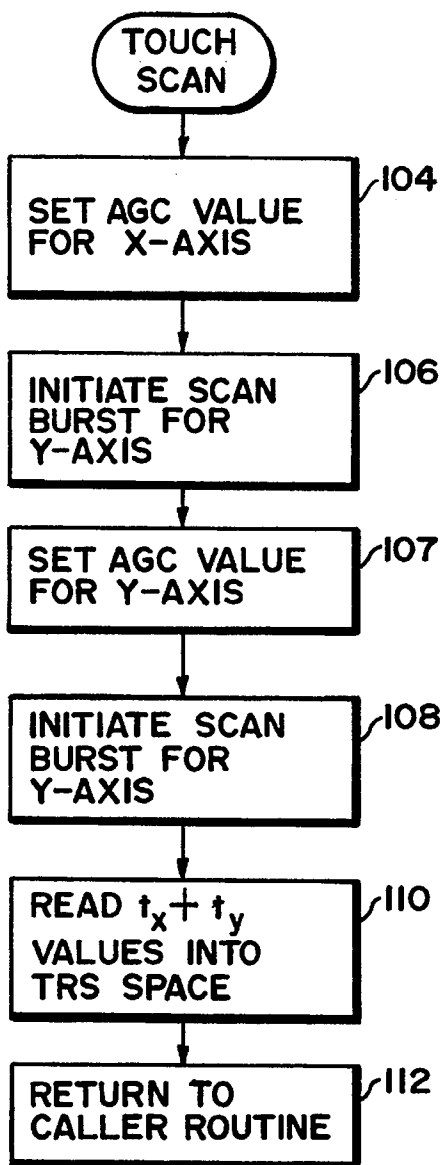 TOUCH
SCAN
104
SET AGC VALUE
FOR X-AXIS
106
INITIATE SCAN
BURST FOR
Y-AXIS
107
SET AGC VALUE
FOR Y-AXIS
108
INITIATE SCAN
BURST FOR
Y-AXIS
110
READ tx + ty
VALUES INTO
TRS SPACE
112
RETURN TO
CALLER ROUTINE